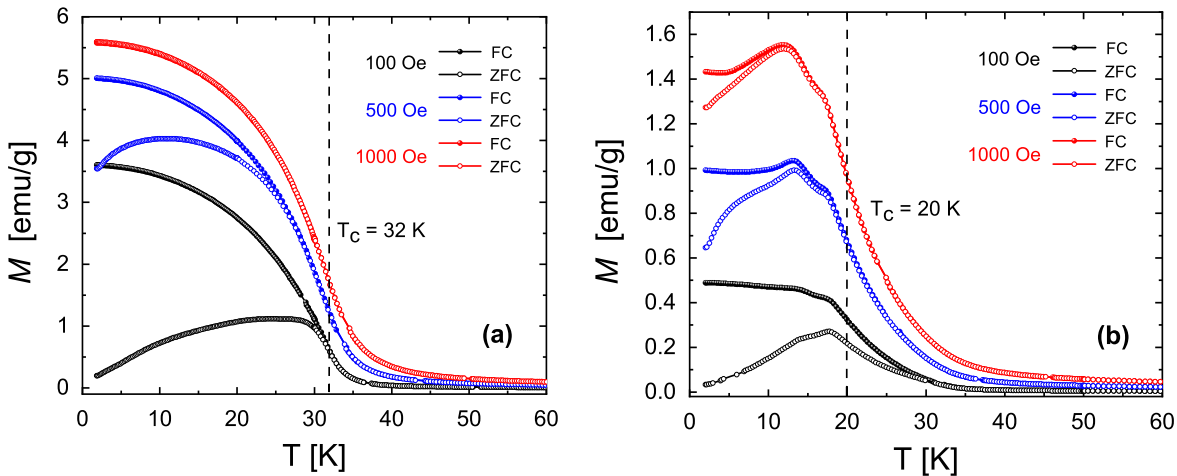 6
5
4
3
2
1
0
M [emu/g]
100 Oe
500 Oe
1000 Oe
FC
ZFC
FC
ZFC
FC
ZFC
T_C = 32 K
(a)
0 10 20 30 40 50 60
T [K]
1.6
1.4
1.2
1.0
0.8
0.6
0.4
0.2
0.0
M [emu/g]
100 Oe
500 Oe
1000 Oe
FC
ZFC
FC
ZFC
FC
ZFC
T_C = 20 K
(b)
0 10 20 30 40 50 60
T [K]